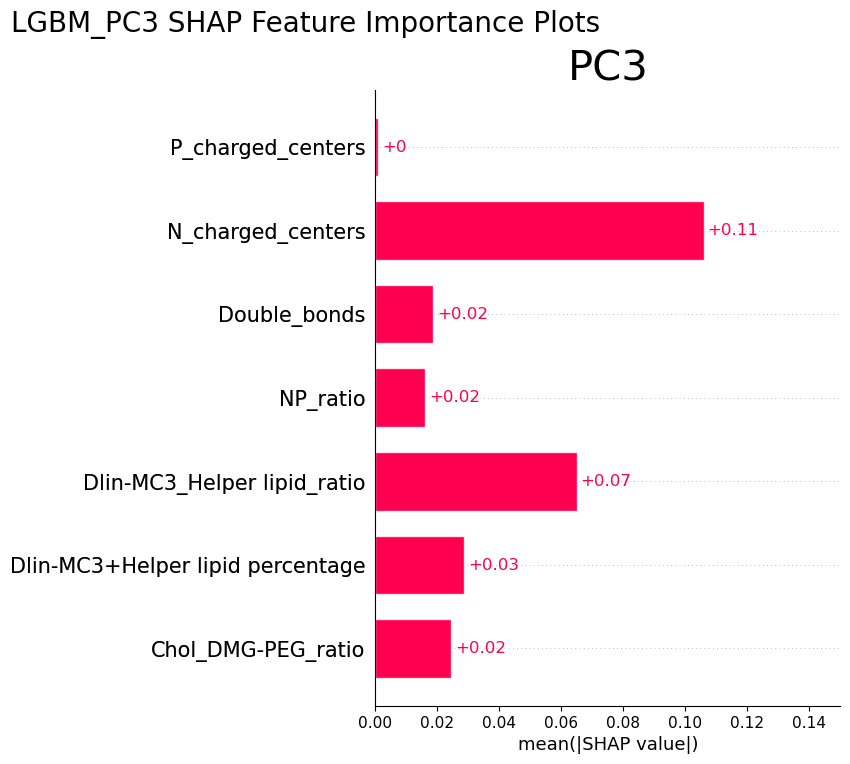 LGBM_PC3 SHAP Feature Importance Plots
PC3
P_charged_centers +0
N_charged_centers +0.11
Double_bonds +0.02
NP_ratio +0.02
Dlin-MC3_Helper lipid_ratio +0.07
Dlin-MC3+Helper lipid percentage +0.03
Chol_DMG-PEG_ratio +0.02
0.00 0.02 0.04 0.06 0.08 0.10 0.12 0.14
mean(|SHAP value|)